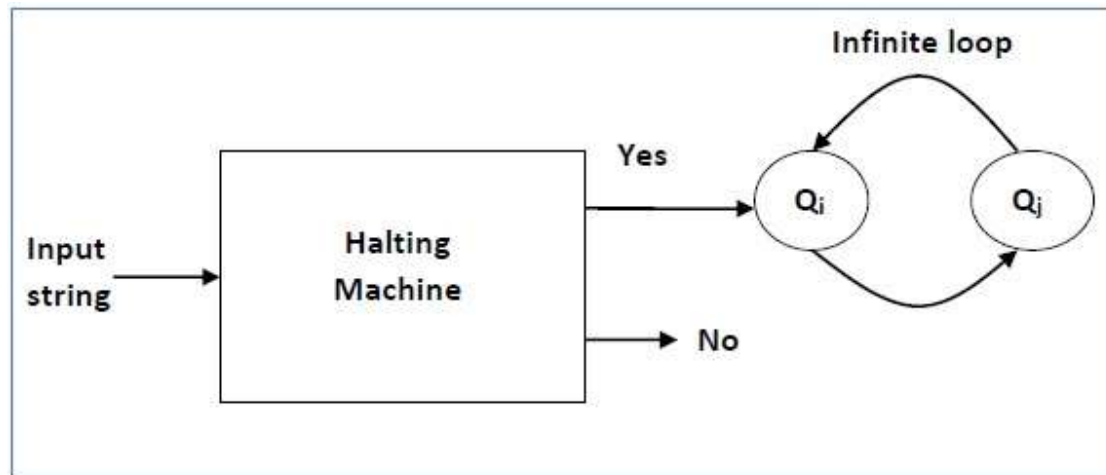 Infinite loop
Yes
Qi
Qj
Input
string
Halting
Machine
No